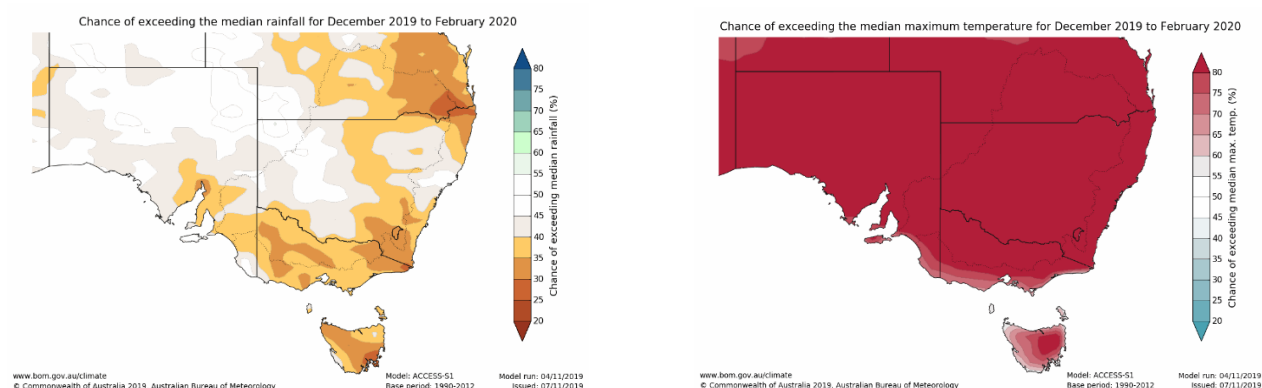 Chance of exceeding the median rainfall for December 2019 to February 2020
80
75
70
65
60
55
50
45
40
35
30
25
20
Chance of exceeding median rainfall (%)
www.bom.gov.au/climate
© Commonwealth of Australia 2019, Australian Bureau of Meteorology
Model: ACCESS-S1
Base period: 1990-2012
Model run: 04/11/2019
Issued: 07/11/2019
Chance of exceeding the median maximum temperature for December 2019 to February 2020
80
75
70
65
60
55
50
45
40
35
30
25
20
Chance of exceeding median max. temp. (%)
www.bom.gov.au/climate
© Commonwealth of Australia 2019, Australian Bureau of Meteorology
Model: ACCESS-S1
Base period: 1990-2012
Model run: 04/11/2019
Issued: 07/11/2019